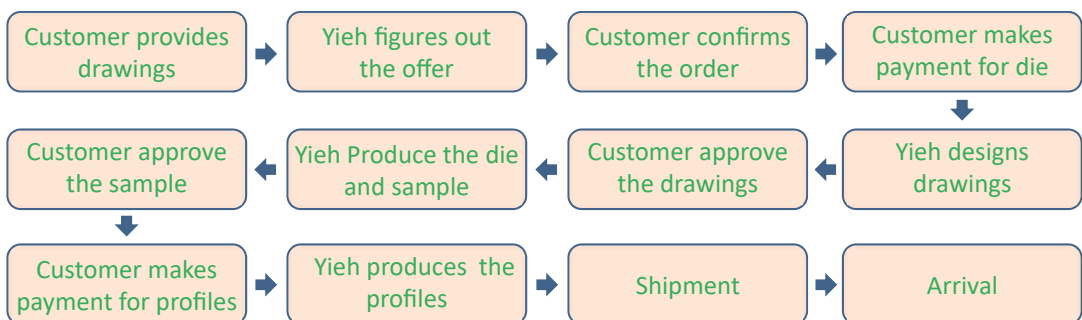 Customer provides
drawings
Yieh figures out
the offer
Customer confirms
the order
Customer makes
payment for die
Yieh designs
drawings
Customer approve
the drawings
Yieh Produce the die
and sample
Customer approve
the sample
Customer makes
payment for profiles
Yieh produces the
profiles
Shipment
Arrival